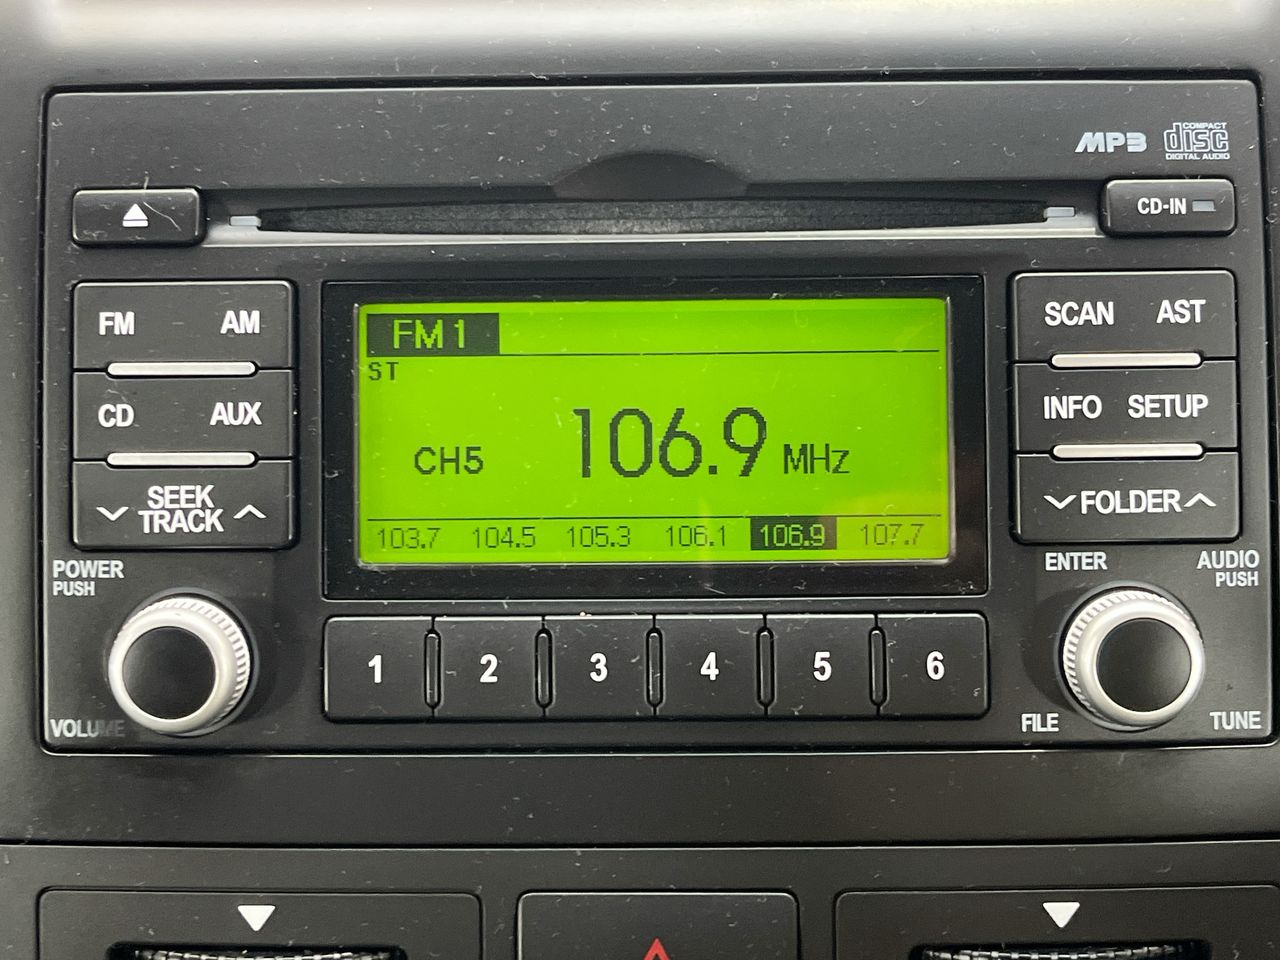 MP3
COMPACT
disc
DIGITAL AUDIO
CD-IN
FM AM
CD AUX
SEEK
TRACK
POWER
PUSH
VOLUME
FM1
ST
CH5 106.9 MHz
103.7 104.5 105.3 106.1 106.9 107.7
1 2 3 4 5 6
SCAN AST
INFO SETUP
FOLDER
ENTER
AUDIO
PUSH
FILE TUNE